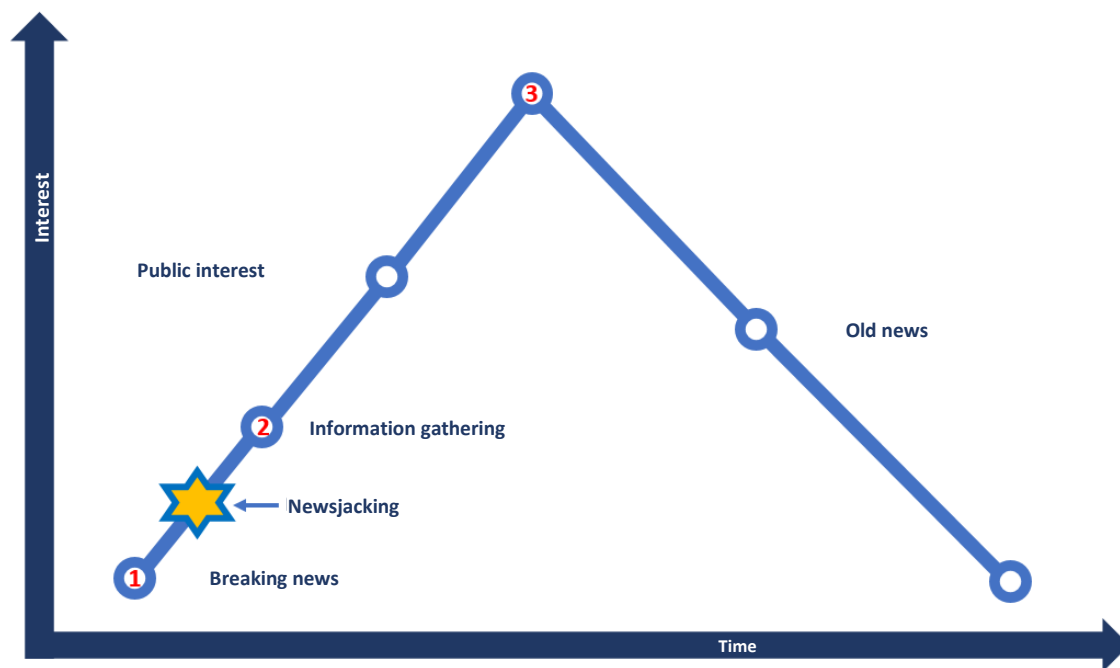 3
Interest
Public interest
Old news
2
Information gathering
Newsjacking
1
Breaking news
Time